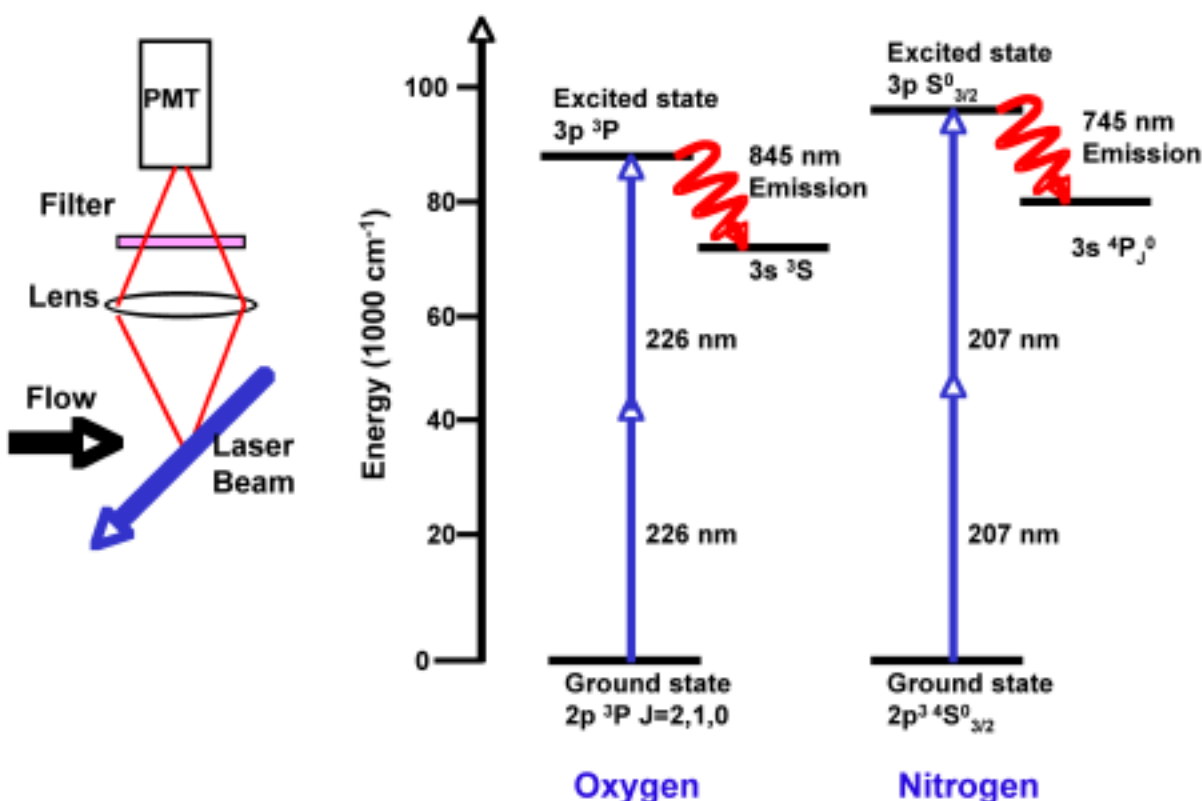 PMT
Filter
Lens
Flow
Laser
Beam
Energy (1000 cm⁻¹)
100
80
60
40
20
0
Excited state
3p ³P
845 nm
Emission
3s ³S
226 nm
226 nm
Ground state
2p ³P J=2,1,0
Oxygen
Excited state
3p S⁰₃/₂
745 nm
Emission
3s ⁴P_J⁰
207 nm
207 nm
Ground state
2p³ ⁴S⁰₃/₂
Nitrogen